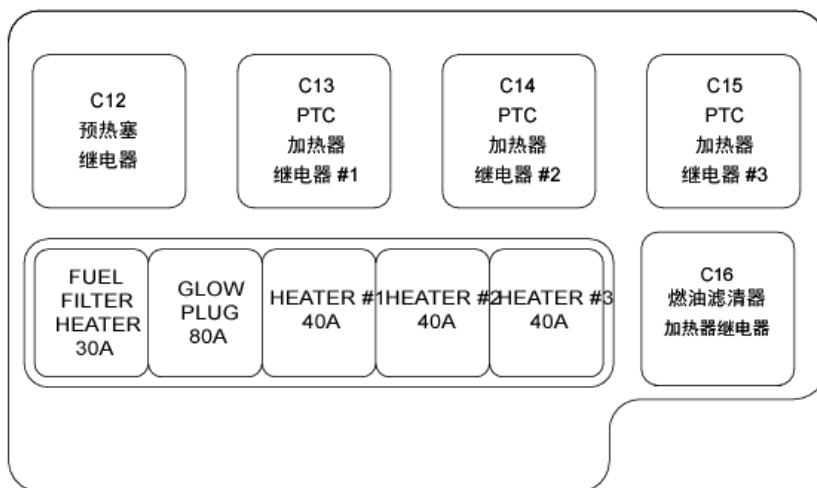 C12
预热塞
继电器
C13
PTC
加热器
继电器 #1
C14
PTC
加热器
继电器 #2
C15
PTC
加热器
继电器 #3
FUEL
FILTER
HEATER
30A
GLOW
PLUG
80A
HEATER #1
40A
HEATER #2
40A
HEATER #3
40A
C16
燃油滤清器
加热器继电器